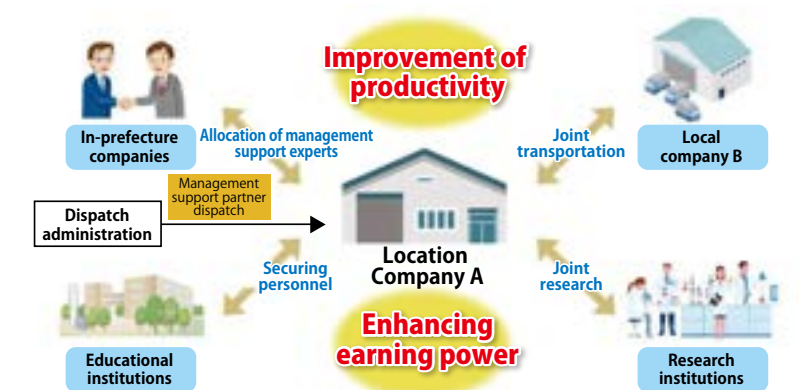 Improvement of
productivity
In-prefecture
companies
Allocation of management
support experts
Joint
transportation
Local
company B
Management
support partner
dispatch
Dispatch
administration
Location
Company A
Securing
personnel
Joint
research
Enhancing
earning power
Educational
institutions
Research
institutions